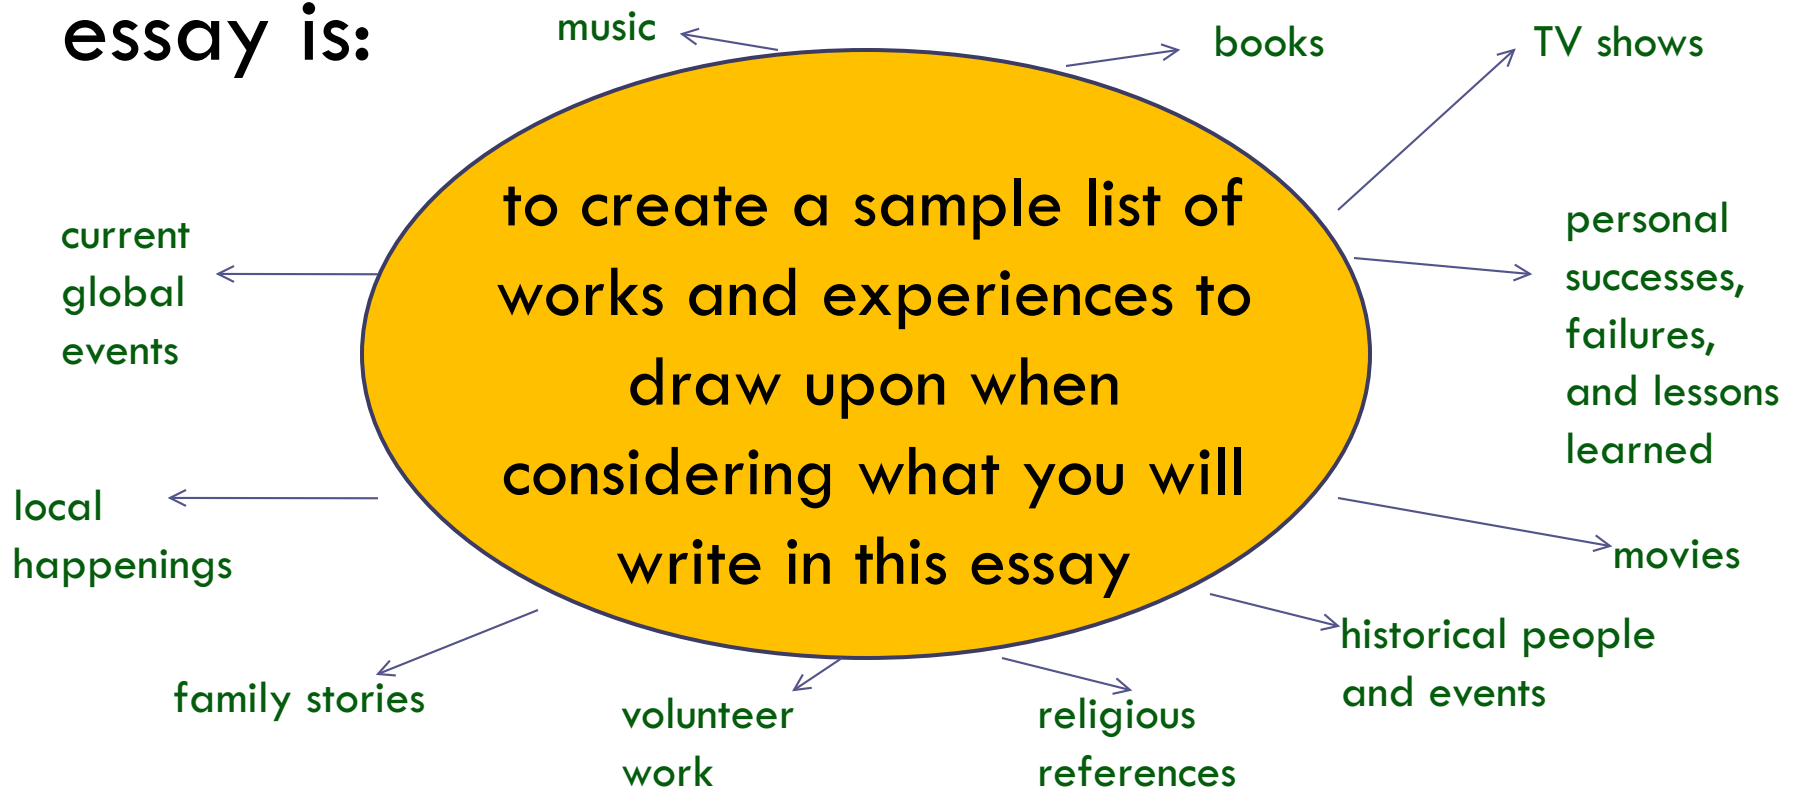 essay is:
music
books
TV shows
to create a sample list of
works and experiences to
draw upon when
considering what you will
write in this essay
current
global
events
personal
successes,
failures,
and lessons
learned
local
happenings
movies
historical people
and events
family stories
volunteer
work
religious
references